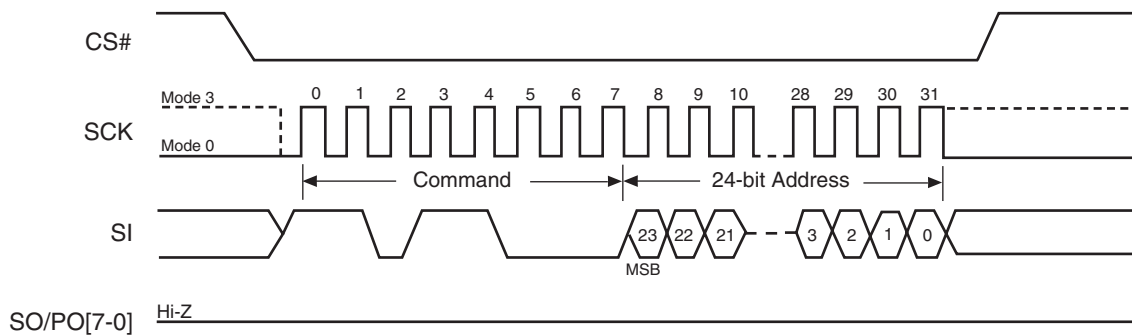 CS#
Mode 3
0 1 2 3 4 5 6 7 8 9 10 28 29 30 31
SCK
Mode 0
Command 24-bit Address
SI
23 22 21 3 2 1 0
MSB
Hi-Z
SO/PO[7-0]